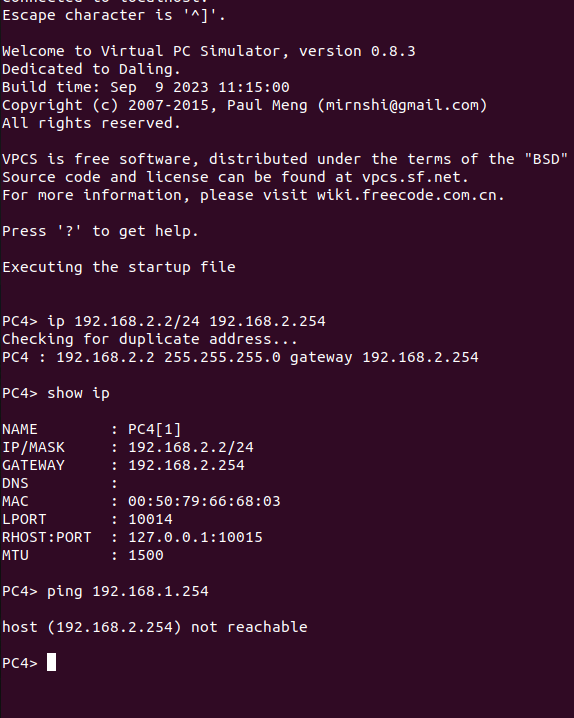 Connected to localhost.
Escape character is '^]'.
Welcome to Virtual PC Simulator, version 0.8.3
Dedicated to Daling.
Build time: Sep  9 2023 11:15:00
Copyright (c) 2007-2015, Paul Meng (mirnshi@gmail.com)
All rights reserved.
VPCS is free software, distributed under the terms of the "BSD"
Source code and license can be found at vpcs.sf.net.
For more information, please visit wiki.freecode.com.cn.
Press '?' to get help.
Executing the startup file
PC4> ip 192.168.2.2/24 192.168.2.254
Checking for duplicate address...
PC4 : 192.168.2.2 255.255.255.0 gateway 192.168.2.254
PC4> show ip
NAME        : PC4[1]
IP/MASK     : 192.168.2.2/24
GATEWAY     : 192.168.2.254
DNS         :
MAC         : 00:50:79:66:68:03
LPORT       : 10014
RHOST:PORT  : 127.0.0.1:10015
MTU         : 1500
PC4> ping 192.168.1.254
host (192.168.2.254) not reachable
PC4>